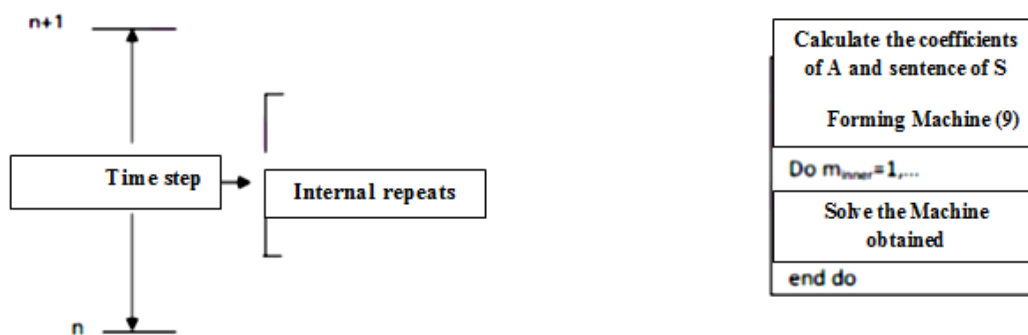 n+1
Time step
Internal repeats
n
Calculate the coefficients
of A and sentence of S
Forming Machine (9)
Do m_inner=1,...
Solve the Machine
obtained
end do